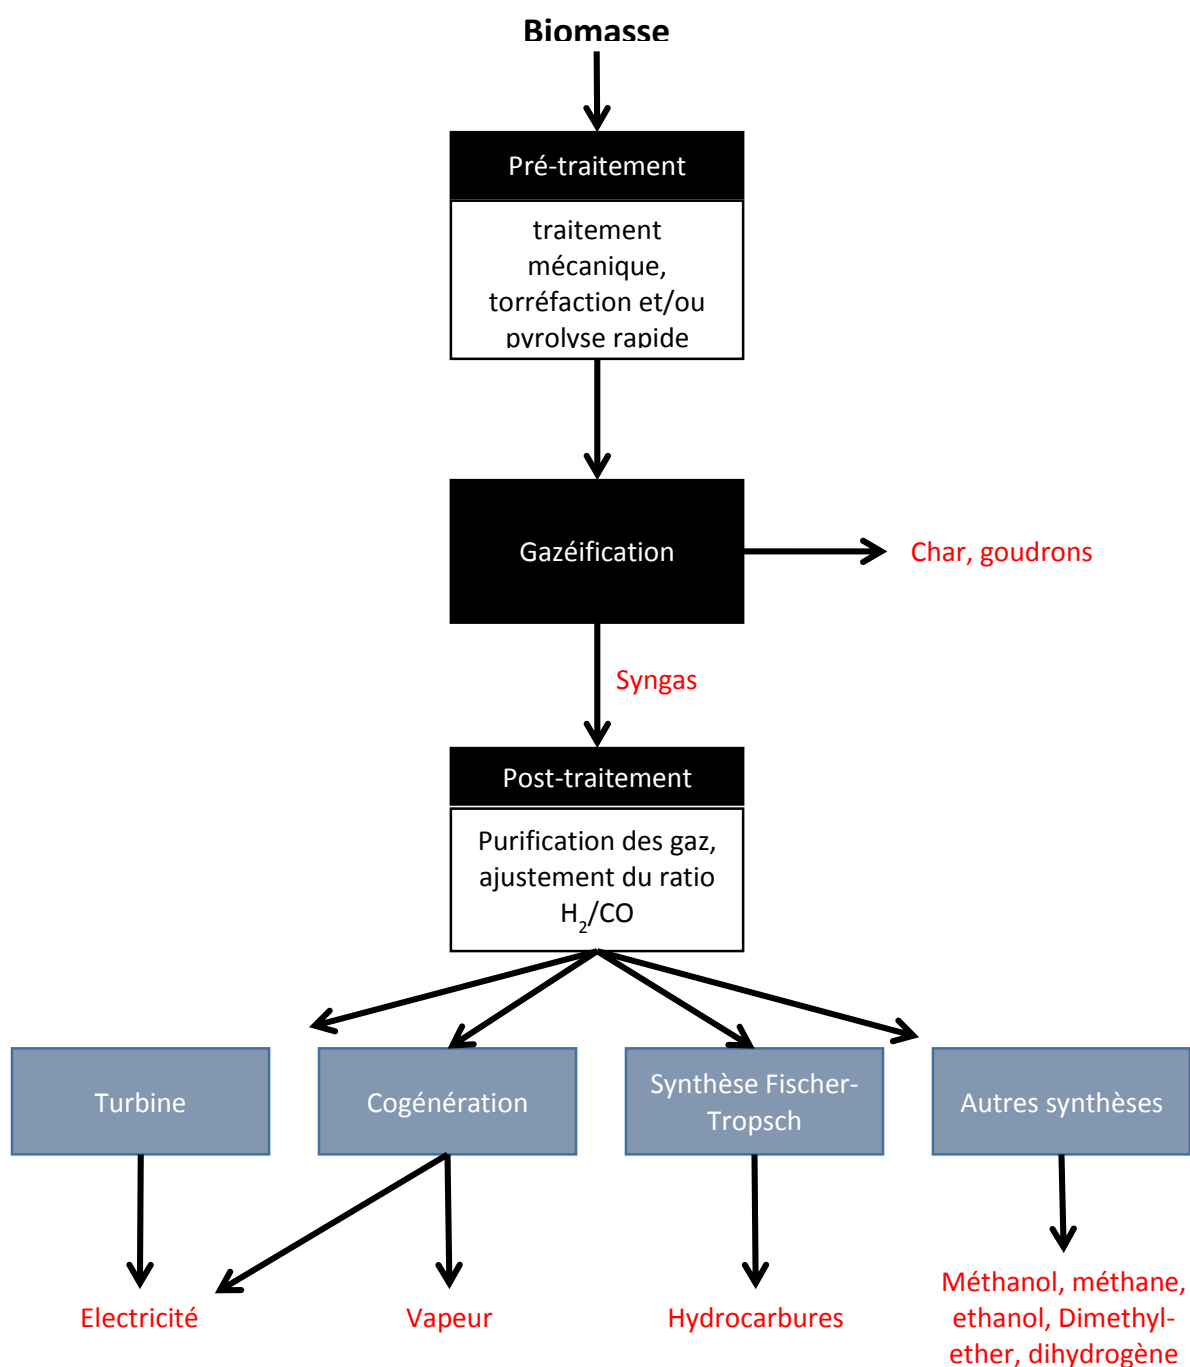 Biomasse
Pré-traitement
traitement
mécanique,
torréfaction et/ou
pyrolyse rapide
Gazéification
Char, goudrons
Syngas
Post-traitement
Purification des gaz,
ajustement du ratio
H₂/CO
Turbine
Cogénération
Synthèse Fischer-
Tropsch
Autres synthèses
Electricité
Vapeur
Hydrocarbures
Méthanol, méthane,
ethanol, Dimethyl-
ether, dihydrogène